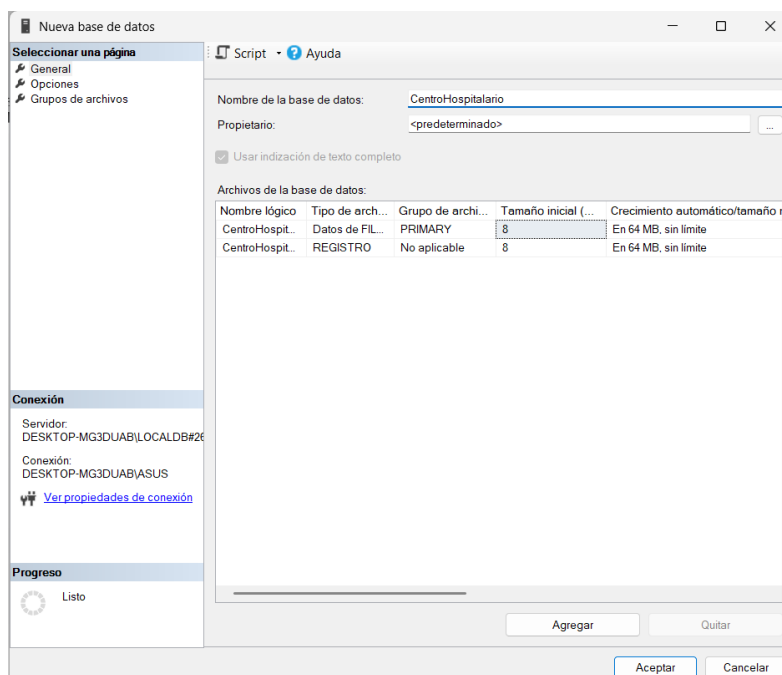 Nueva base de datos
Seleccionar una página
General
Opciones
Grupos de archivos
Script
Ayuda
Nombre de la base de datos: CentroHospitalario
Propietario: <predeterminado> ...
Usar indización de texto completo
Archivos de la base de datos:
Nombre lógico Tipo de arch... Grupo de archi... Tamaño inicial (... Crecimiento automático/tamaño
CentroHospit... Datos de FIL... PRIMARY 8 En 64 MB, sin límite
CentroHospit... REGISTRO No aplicable 8 En 64 MB, sin límite
Conexión
Servidor:
DESKTOP-MG3DUAB\LOCALDB#26
Conexión:
DESKTOP-MG3DUAB\ASUS
Ver propiedades de conexión
Progreso
Listo
Agregar Quitar
Aceptar Cancelar